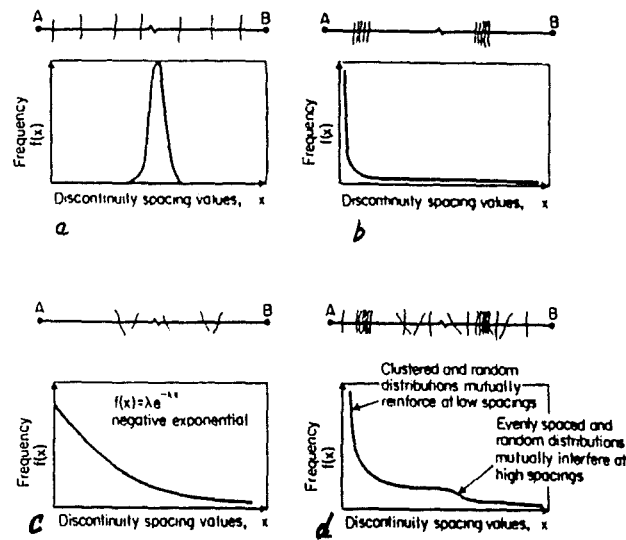 A
B
Frequency
f(x)
Discontinuity spacing values, x
a
A
B
Frequency
f(x)
Discontinuity spacing values, x
b
A
B
f(x)=λe⁻λx
negative exponential
Frequency
f(x)
Discontinuity spacing values, x
c
A
B
Clustered and random
distributions mutually
reinforce at low spacings
Evenly spaced and
random distributions
mutually interfere at
high spacings
Frequency
f(x)
Discontinuity spacing values, x
d